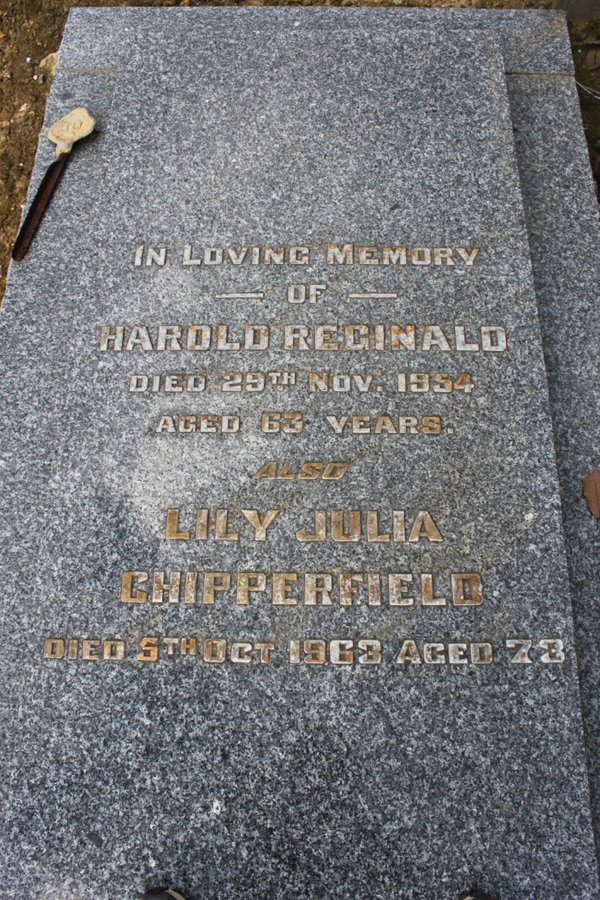 IN LOVING MEMORY
— OF —
HAROLD REGINALD
DIED 29TH NOV. 1954
AGED 63 YEARS.
ALSO
LILY JULIA
CHIPPERFIELD
DIED 5TH OCT 1963 AGED 73